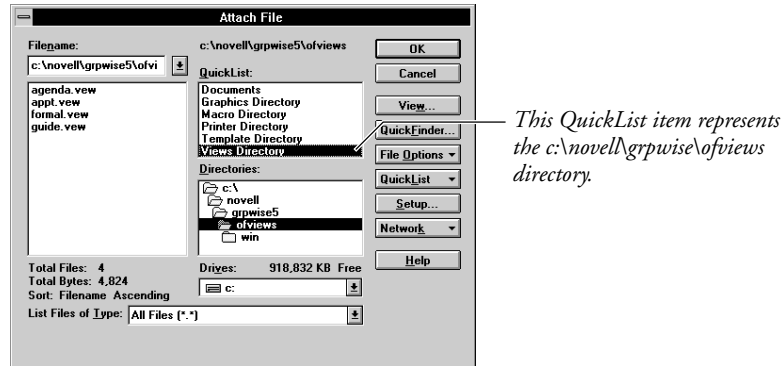 Attach File
Filename:
c:\novell\grpwise5\ofvi
agenda.vew
appt.vew
formal.vew
guide.vew
Total Files: 4
Total Bytes: 4,824
Sort: Filename Ascending
List Files of Type: All Files (*.*)
c:\novell\grpwise5\ofviews
QuickList:
Documents
Graphics Directory
Macro Directory
Printer Directory
Template Directory
Views Directory
Directories:
c:\
novell
grpwise5
ofviews
win
Drives: 918,832 KB Free
c:
OK
Cancel
View...
QuickFinder...
File Options
QuickList
Setup...
Network
Help
This QuickList item represents
the c:\novell\grpwise\ofviews
directory.